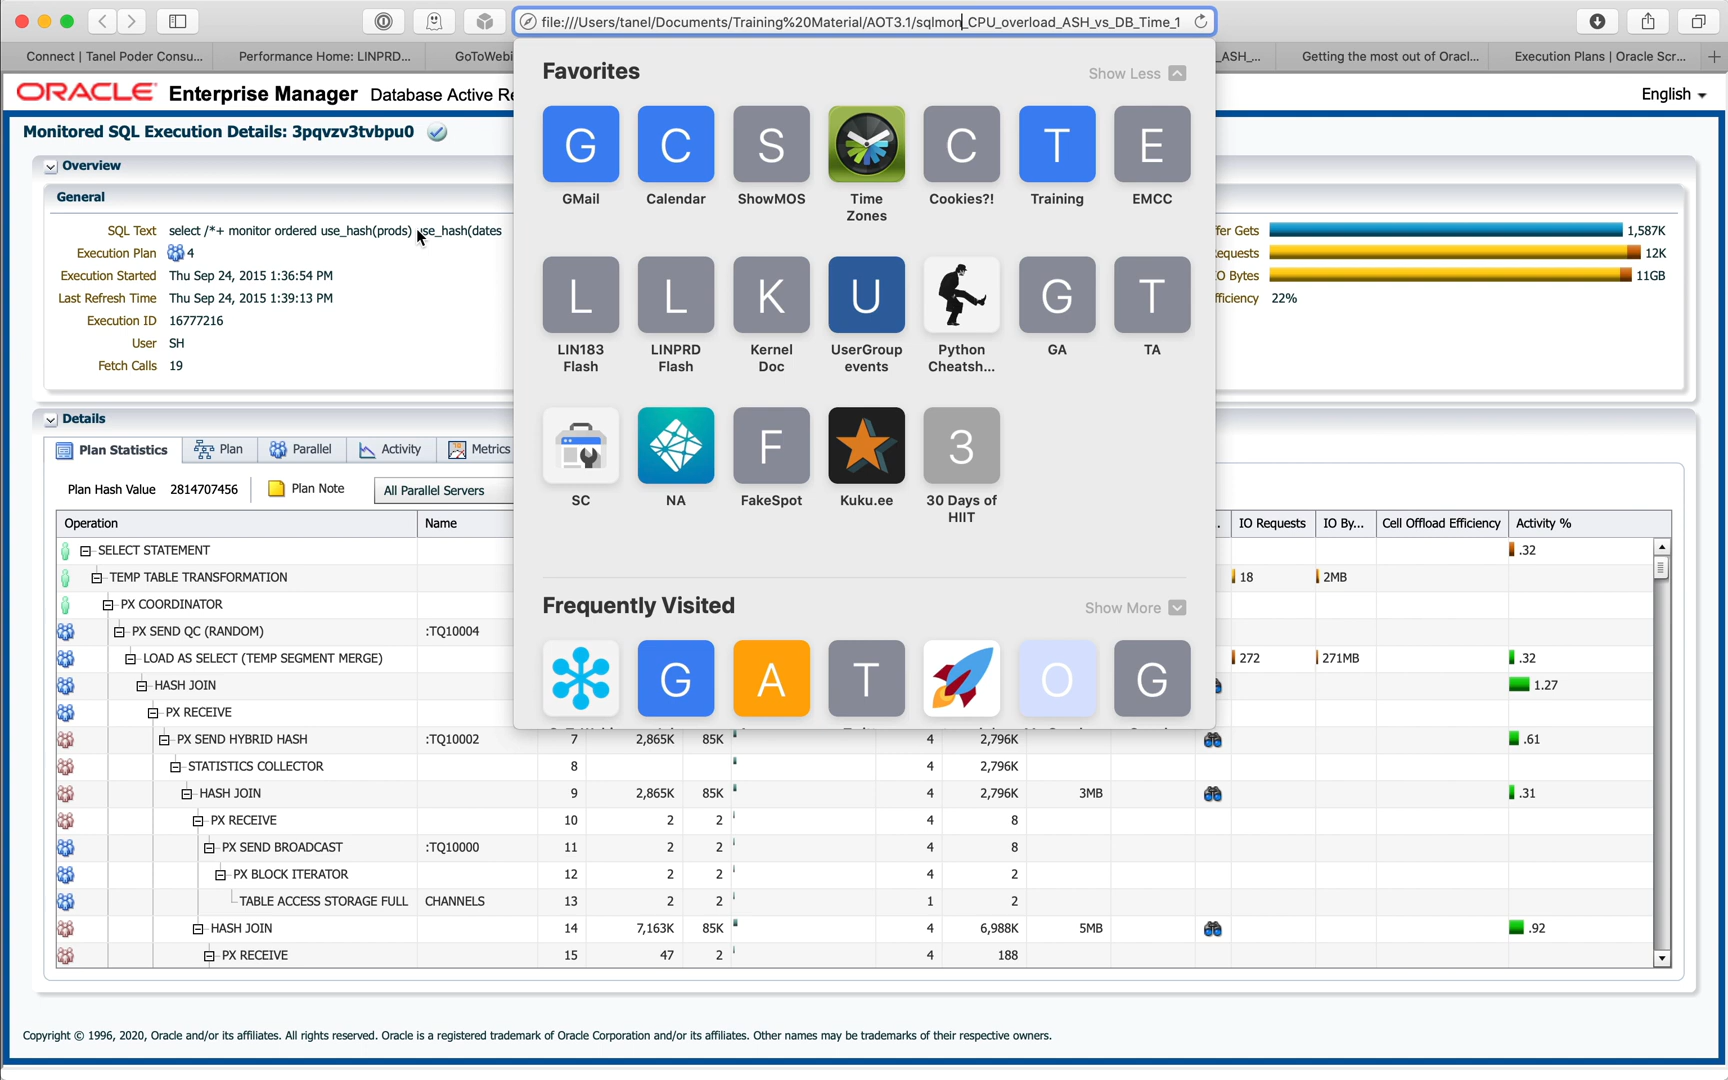 file:///Users/tanel/Documents/Training%20Material/AOT3.1/sqlmon_CPU_overload_ASH_vs_DB_Time_1
Connect | Tanel Poder Consu...
Performance Home: LINPRD...
GoToWebi
_ASH_...
Getting the most out of Oracl...
Execution Plans | Oracle Scr...
ORACLE Enterprise Manager Database Active Re
English
Monitored SQL Execution Details: 3pqvzv3tvbpu0
Overview
General
SQL Text select /*+ monitor ordered use_hash(prods) use_hash(dates
Execution Plan 4
Execution Started Thu Sep 24, 2015 1:36:54 PM
Last Refresh Time Thu Sep 24, 2015 1:39:13 PM
Execution ID 16777216
User SH
Fetch Calls 19
fer Gets 1,587K
equests 12K
O Bytes 11GB
fficiency 22%
Favorites
Show Less
G C S C T E
GMail Calendar ShowMOS Time Zones Cookies?! Training EMCC
L L K U G T
LIN183 Flash LINPRD Flash Kernel Doc UserGroup events Python Cheatsh... GA TA
F 3
SC NA FakeSpot Kuku.ee 30 Days of HIIT
Frequently Visited
Show More
G A T O G
Details
Plan Statistics Plan Parallel Activity Metrics
Plan Hash Value 2814707456 Plan Note All Parallel Servers
Operation Name . IO Requests IO By... Cell Offload Efficiency Activity %
SELECT STATEMENT .32
TEMP TABLE TRANSFORMATION 18 2MB
PX COORDINATOR
PX SEND QC (RANDOM) :TQ10004
LOAD AS SELECT (TEMP SEGMENT MERGE) 272 271MB .32
HASH JOIN 1.27
PX RECEIVE
PX SEND HYBRID HASH :TQ10002 7 2,865K 85K 4 2,796K .61
STATISTICS COLLECTOR 8 4 2,796K
HASH JOIN 9 2,865K 85K 4 2,796K 3MB .31
PX RECEIVE 10 2 2 4 8
PX SEND BROADCAST :TQ10000 11 2 2 4 8
PX BLOCK ITERATOR 12 2 2 4 2
TABLE ACCESS STORAGE FULL CHANNELS 13 2 2 1 2
HASH JOIN 14 7,163K 85K 4 6,988K 5MB .92
PX RECEIVE 15 47 2 4 188
Copyright © 1996, 2020, Oracle and/or its affiliates. All rights reserved. Oracle is a registered trademark of Oracle Corporation and/or its affiliates. Other names may be trademarks of their respective owners.